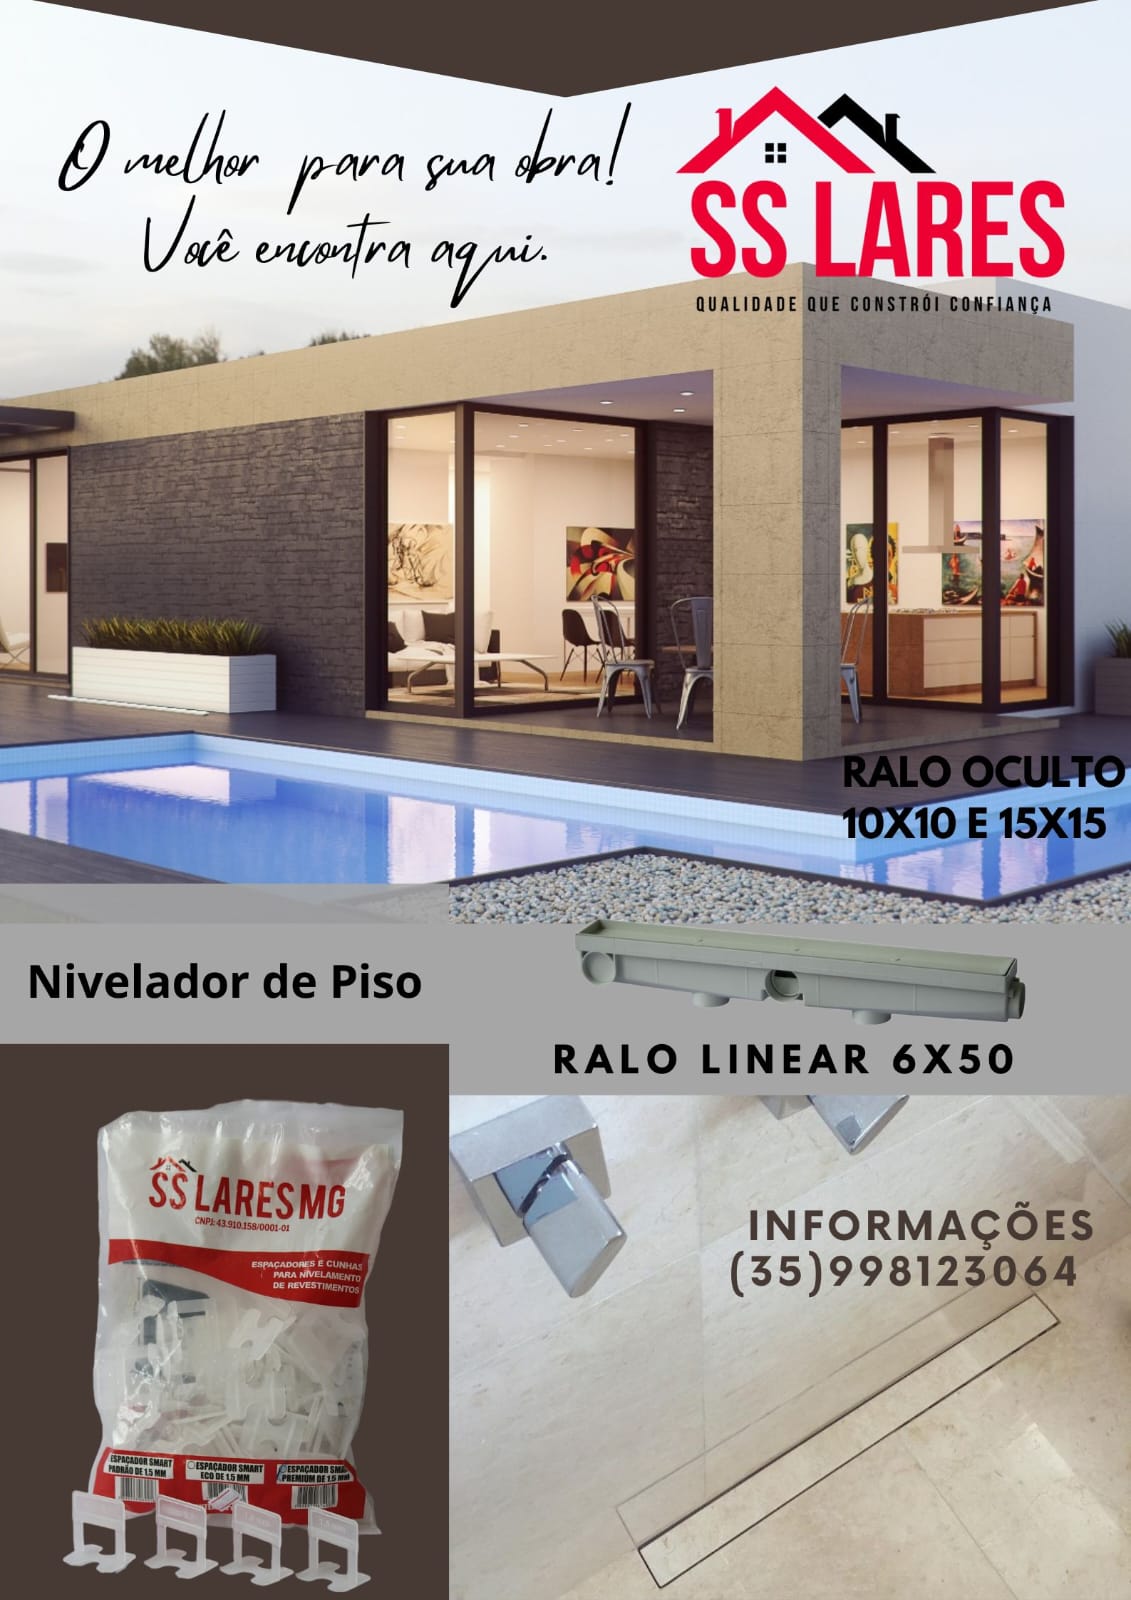 O melhor para sua obra!
Você encontra aqui.
SS LARES
QUALIDADE QUE CONSTRÓI CONFIANÇA
RALO OCULTO
10X10 E 15X15
Nivelador de Piso
RALO LINEAR 6X50
SS LARES MG
CNPJ: 43.910.158/0001-01
ESPAÇADORES E CUNHAS
PARA NIVELAMENTO
DE REVESTIMENTOS
ESPAÇADOR SMART
PADRÃO DE 1.5 MM
ESPAÇADOR SMART
ECO DE 1.5 MM
ESPAÇADOR SMA
PREMIUM DE 1.5 MM
INFORMAÇÕES
(35)998123064